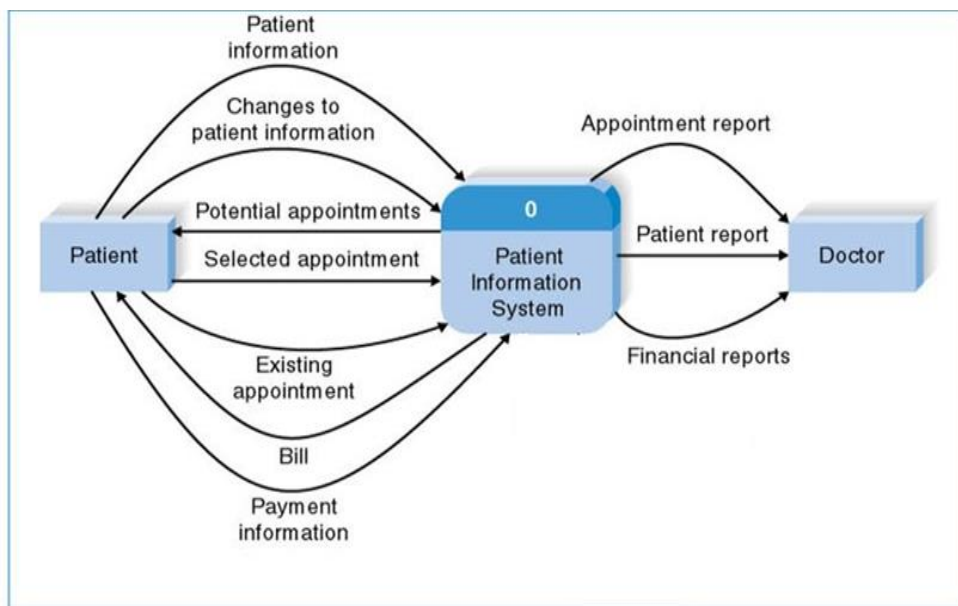 Patient
information
Changes to
patient information
Appointment report
0
Potential appointments
Patient report
Patient
Selected appointment
Patient
Information
System
Doctor
Existing
appointment
Financial reports
Bill
Payment
information